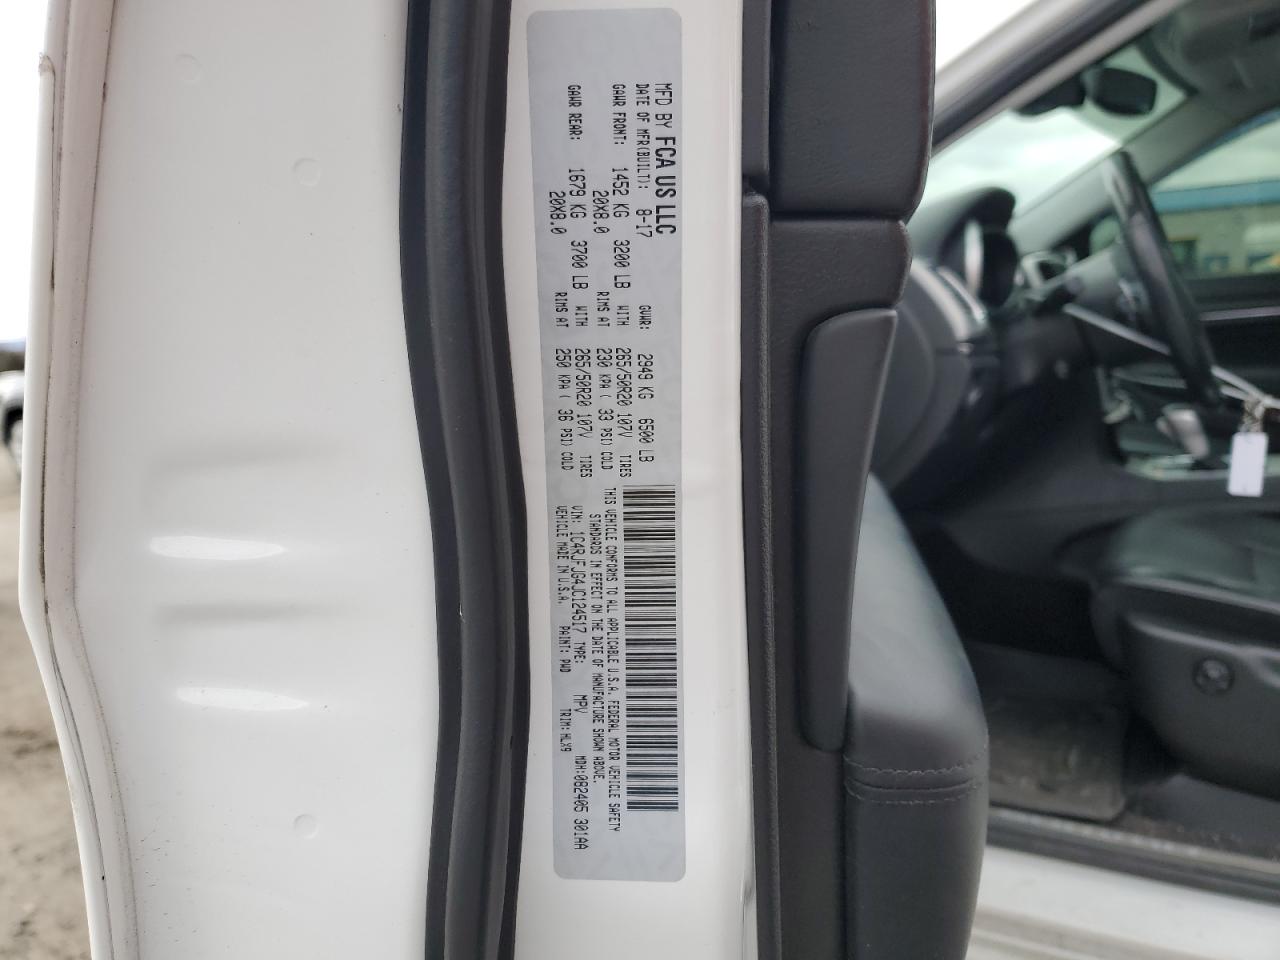 MFD BY FCA US LLC
DATE OF MFR(BUILT): 8-17 GVWR: 2949 KG 6500 LB
GAWR FRONT: 1452 KG 3200 LB WITH 265/50R20 107V TIRES
20X8.0 RIMS AT 230 KPA ( 33 PSI) COLD
GAWR REAR: 1679 KG 3700 LB WITH 265/50R20 107V TIRES
20X8.0 RIMS AT 250 KPA ( 36 PSI) COLD
THIS VEHICLE CONFORMS TO ALL APPLICABLE U.S.A. FEDERAL MOTOR VEHICLE SAFETY
STANDARDS IN EFFECT ON THE DATE OF MANUFACTURE SHOWN ABOVE.
VIN: 1C4RJFJG4JC124517 TYPE: MPV MDH:082405 301AA
VEHICLE MADE IN U.S.A. PAINT: PWD TRIM:HLX9